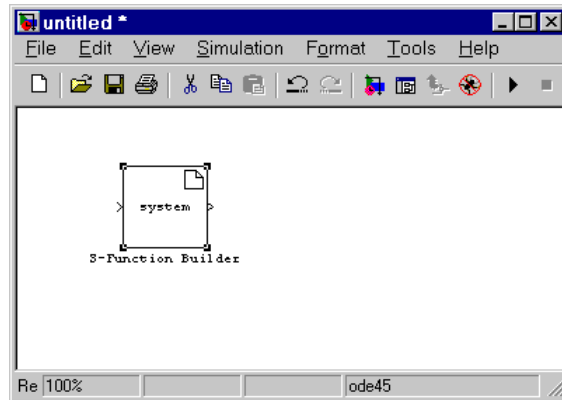 untitled *
File Edit View Simulation Format Tools Help
system
S-Function Builder
Re 100% ode45